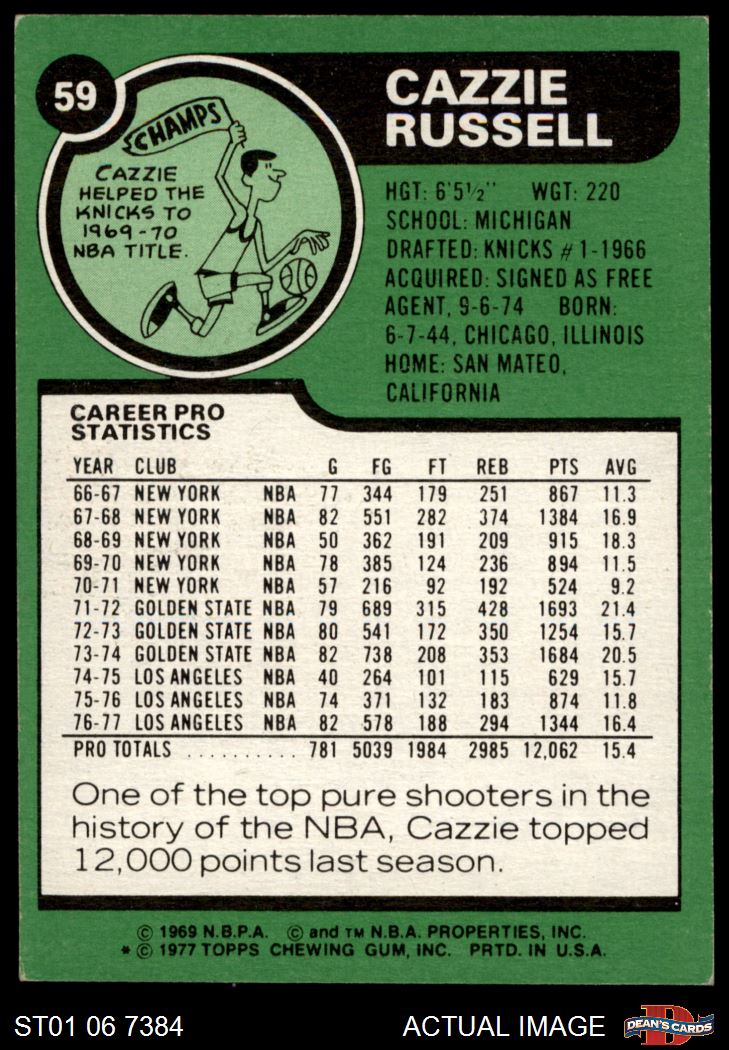 59
CAZZIE
RUSSELL
CHAMPS
CAZZIE
HELPED THE
KNICKS TO
1969-70
NBA TITLE.
HGT: 6'5½" WGT: 220
SCHOOL: MICHIGAN
DRAFTED: KNICKS #1-1966
ACQUIRED: SIGNED AS FREE
AGENT, 9-6-74 BORN:
6-7-44, CHICAGO, ILLINOIS
HOME: SAN MATEO,
CALIFORNIA
CAREER PRO
STATISTICS
YEAR CLUB G FG FT REB PTS AVG
66-67 NEW YORK NBA 77 344 179 251 867 11.3
67-68 NEW YORK NBA 82 551 282 374 1384 16.9
68-69 NEW YORK NBA 50 362 191 209 915 18.3
69-70 NEW YORK NBA 78 385 124 236 894 11.5
70-71 NEW YORK NBA 57 216 92 192 524 9.2
71-72 GOLDEN STATE NBA 79 689 315 428 1693 21.4
72-73 GOLDEN STATE NBA 80 541 172 350 1254 15.7
73-74 GOLDEN STATE NBA 82 738 208 353 1684 20.5
74-75 LOS ANGELES NBA 40 264 101 115 629 15.7
75-76 LOS ANGELES NBA 74 371 132 183 874 11.8
76-77 LOS ANGELES NBA 82 578 188 294 1344 16.4
PRO TOTALS .......... 781 5039 1984 2985 12,062 15.4
One of the top pure shooters in the
history of the NBA, Cazzie topped
12,000 points last season.
© 1969 N.B.P.A. © and TM N.B.A. PROPERTIES, INC.
* © 1977 TOPPS CHEWING GUM, INC. PRTD. IN U.S.A.
ST01 06 7384 ACTUAL IMAGE
D
DEAN'S CARDS